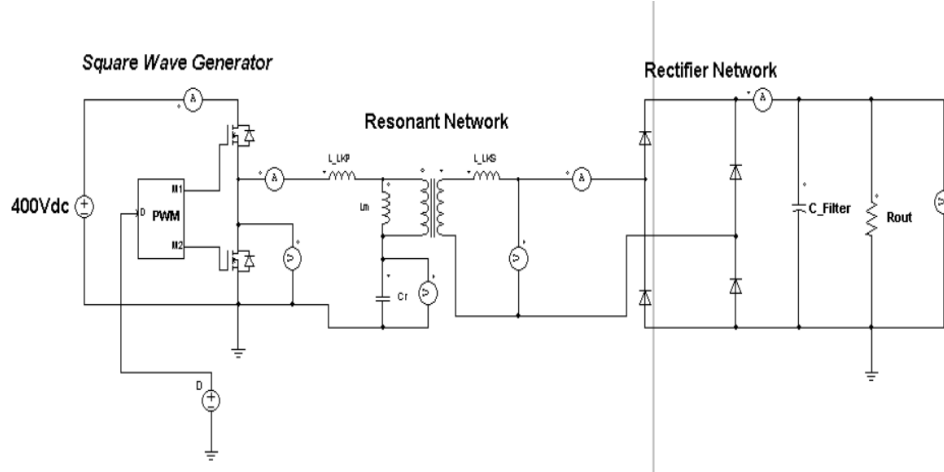 Square Wave Generator
Rectifier Network
A
A
Resonant Network
L_LKP
L_LKS
A
A
M1
400Vdc
D
PWM
Lm
C_Filter
Rout
M2
V
V
V
V
Cr
D